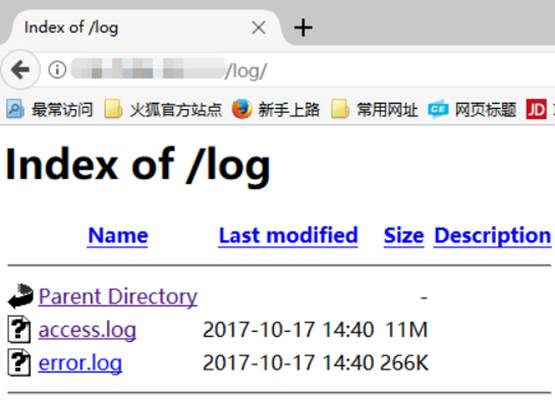 Index of /log
/log/
最常访问 火狐官方站点 新手上路 常用网址 CE 网页标题 JD
Index of /log
Name Last modified Size Description
Parent Directory -
access.log 2017-10-17 14:40 11M
error.log 2017-10-17 14:40 266K